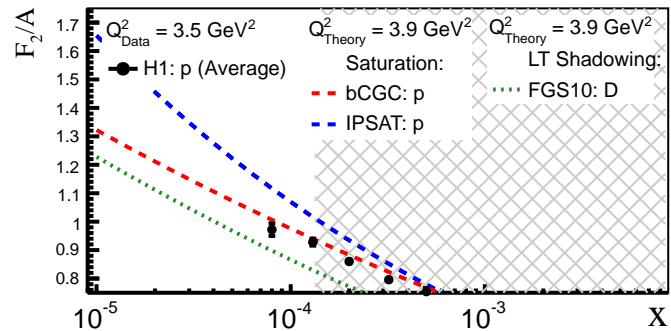 F₂/A
1.7
1.6
1.5
1.4
1.3
1.2
1.1
1
0.9
0.8
Q²Data = 3.5 GeV²
H1: p (Average)
Q²Theory = 3.9 GeV²
Saturation:
bCGC: p
IPSAT: p
Q²Theory = 3.9 GeV²
LT Shadowing:
FGS10: D
10⁻⁵
10⁻⁴
10⁻³
X